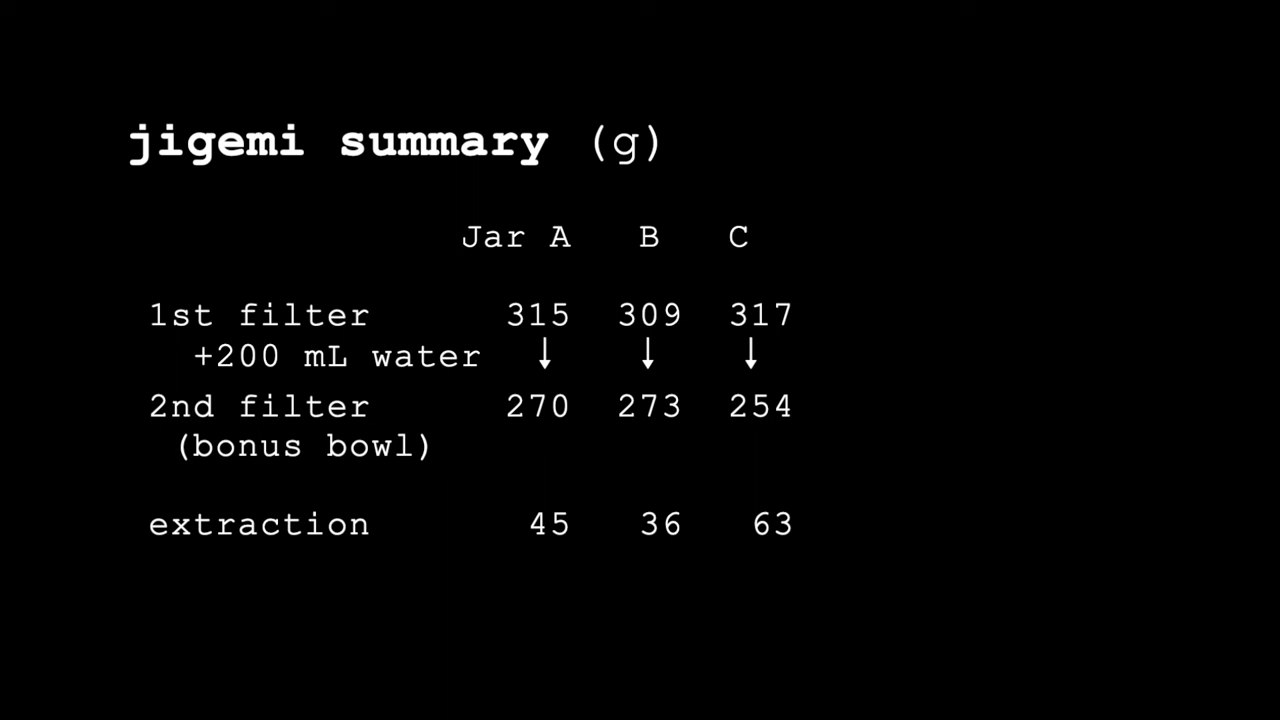 jigemi summary (g)
Jar A B C
1st filter 315 309 317
+200 mL water ↓ ↓ ↓
2nd filter 270 273 254
(bonus bowl)
extraction 45 36 63